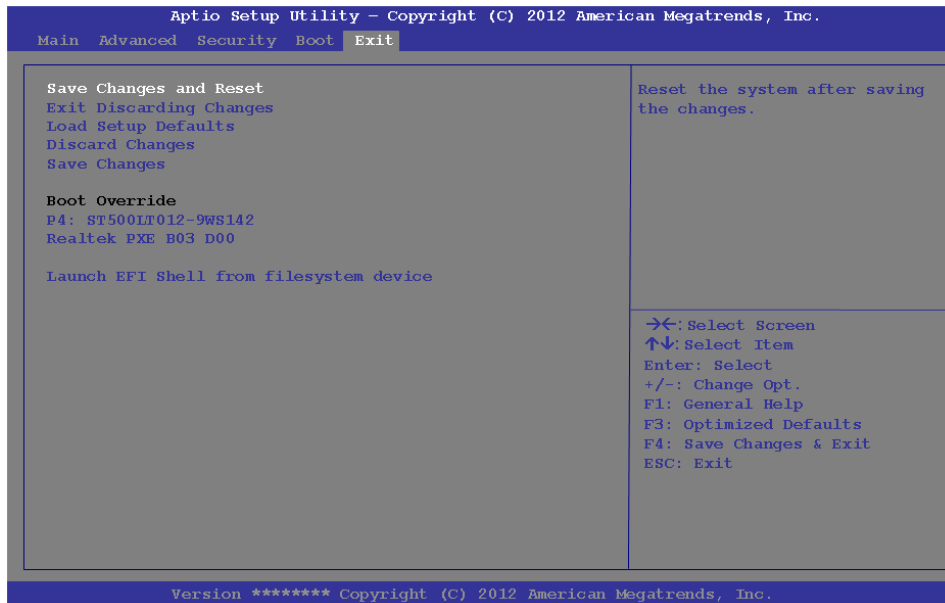 Aptio Setup Utility – Copyright (C) 2012 American Megatrends, Inc.
Main Advanced Security Boot Exit
Save Changes and Reset
Exit Discarding Changes
Load Setup Defaults
Discard Changes
Save Changes
Boot Override
P4: ST500LT012-9WS142
Realtek PXE B03 D00
Launch EFI Shell from filesystem device
Reset the system after saving
the changes.
→←: Select Screen
↑↓: Select Item
Enter: Select
+/-: Change Opt.
F1: General Help
F3: Optimized Defaults
F4: Save Changes & Exit
ESC: Exit
Version ******** Copyright (C) 2012 American Megatrends, Inc.